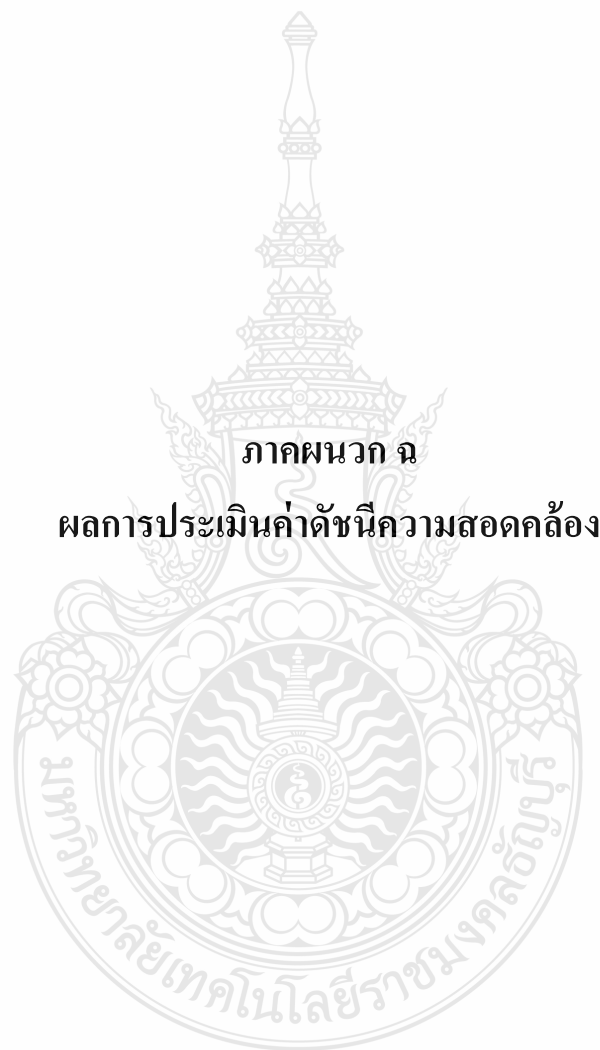 ภาคผนวก ฉ
ผลการประเมินค่าดัชนีความสอดคล้อง
มหาวิทยาลัยเทคโนโลยีราชมงคลธัญบุรี